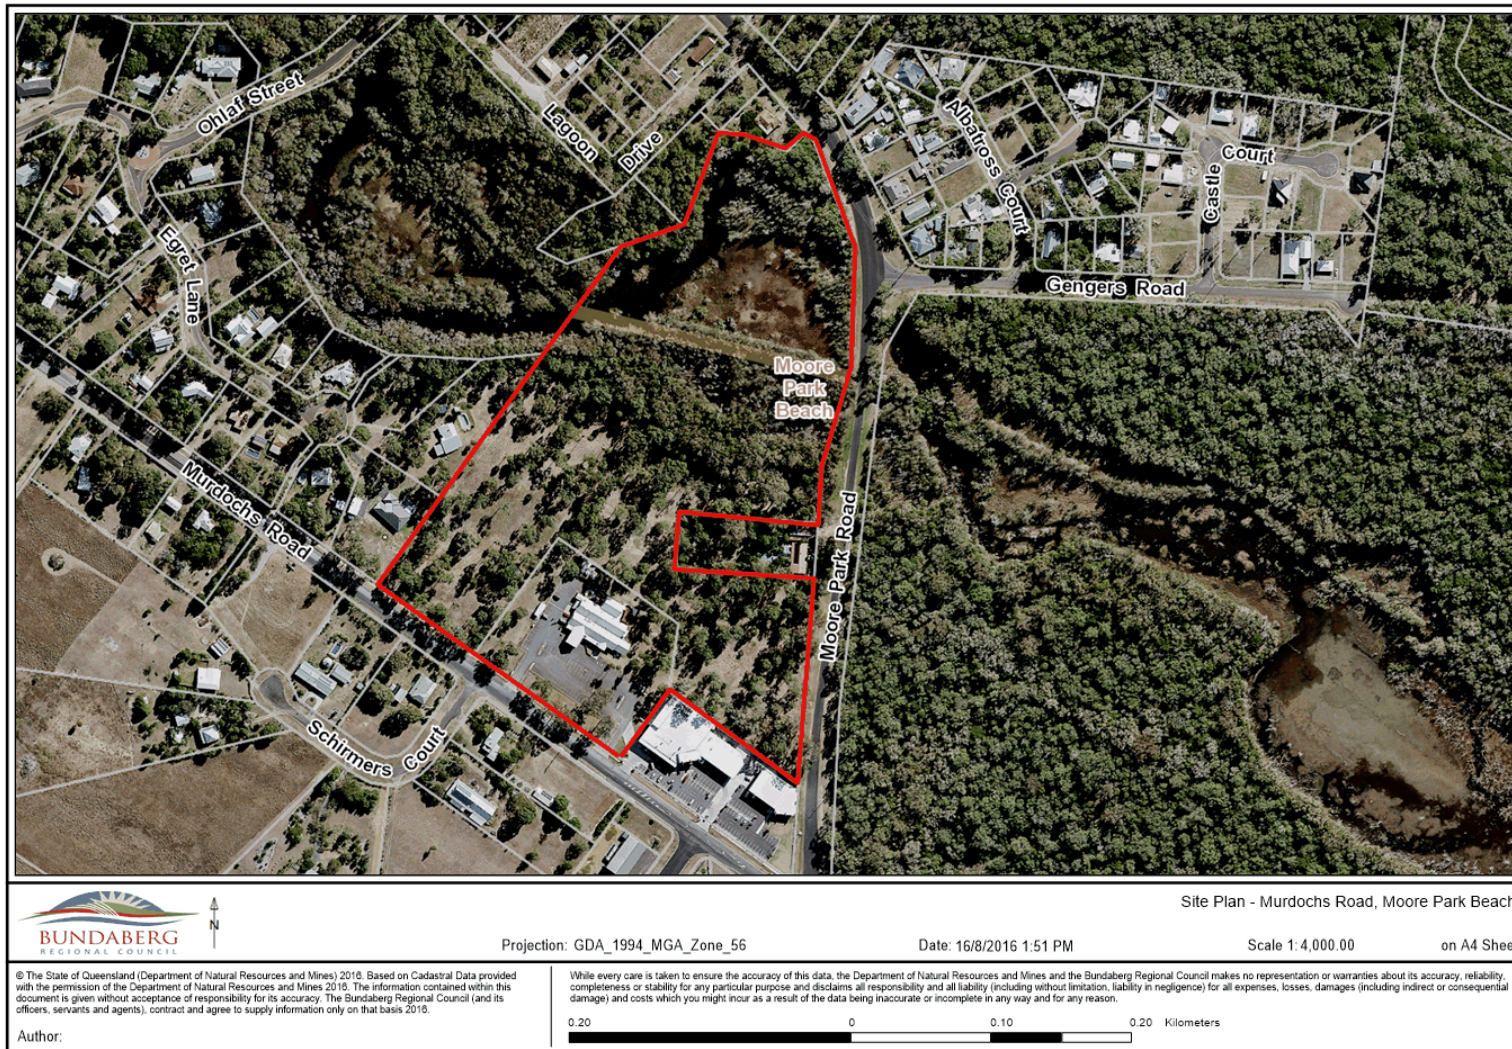 Ohlaf Street
Lagoon
Drive
Albatross Court
Court
Castle
Egret Lane
Gengers Road
Moore
Park
Beach
Murdochs Road
Moore Park Road
Schirmers Court
Site Plan - Murdochs Road, Moore Park Beach
N
BUNDABERG
REGIONAL COUNCIL
Projection: GDA_1994_MGA_Zone_56
Date: 16/8/2016 1:51 PM
Scale 1:4,000.00
on A4 Shee
© The State of Queensland (Department of Natural Resources and Mines) 2016. Based on Cadastral Data provided
with the permission of the Department of Natural Resources and Mines 2016. The information contained within this
document is given without acceptance of responsibility for its accuracy. The Bundaberg Regional Council (and its
officers, servants and agents), contract and agree to supply information only on that basis 2016.
Author:
While every care is taken to ensure the accuracy of this data, the Department of Natural Resources and Mines and the Bundaberg Regional Council makes no representation or warranties about its accuracy, reliability,
completeness or stability for any particular purpose and disclaims all responsibility and all liability (including without limitation, liability in negligence) for all expenses, losses, damages (including indirect or consequential
damage) and costs which you might incur as a result of the data being inaccurate or incomplete in any way and for any reason.
0.20 0 0.10 0.20 Kilometers